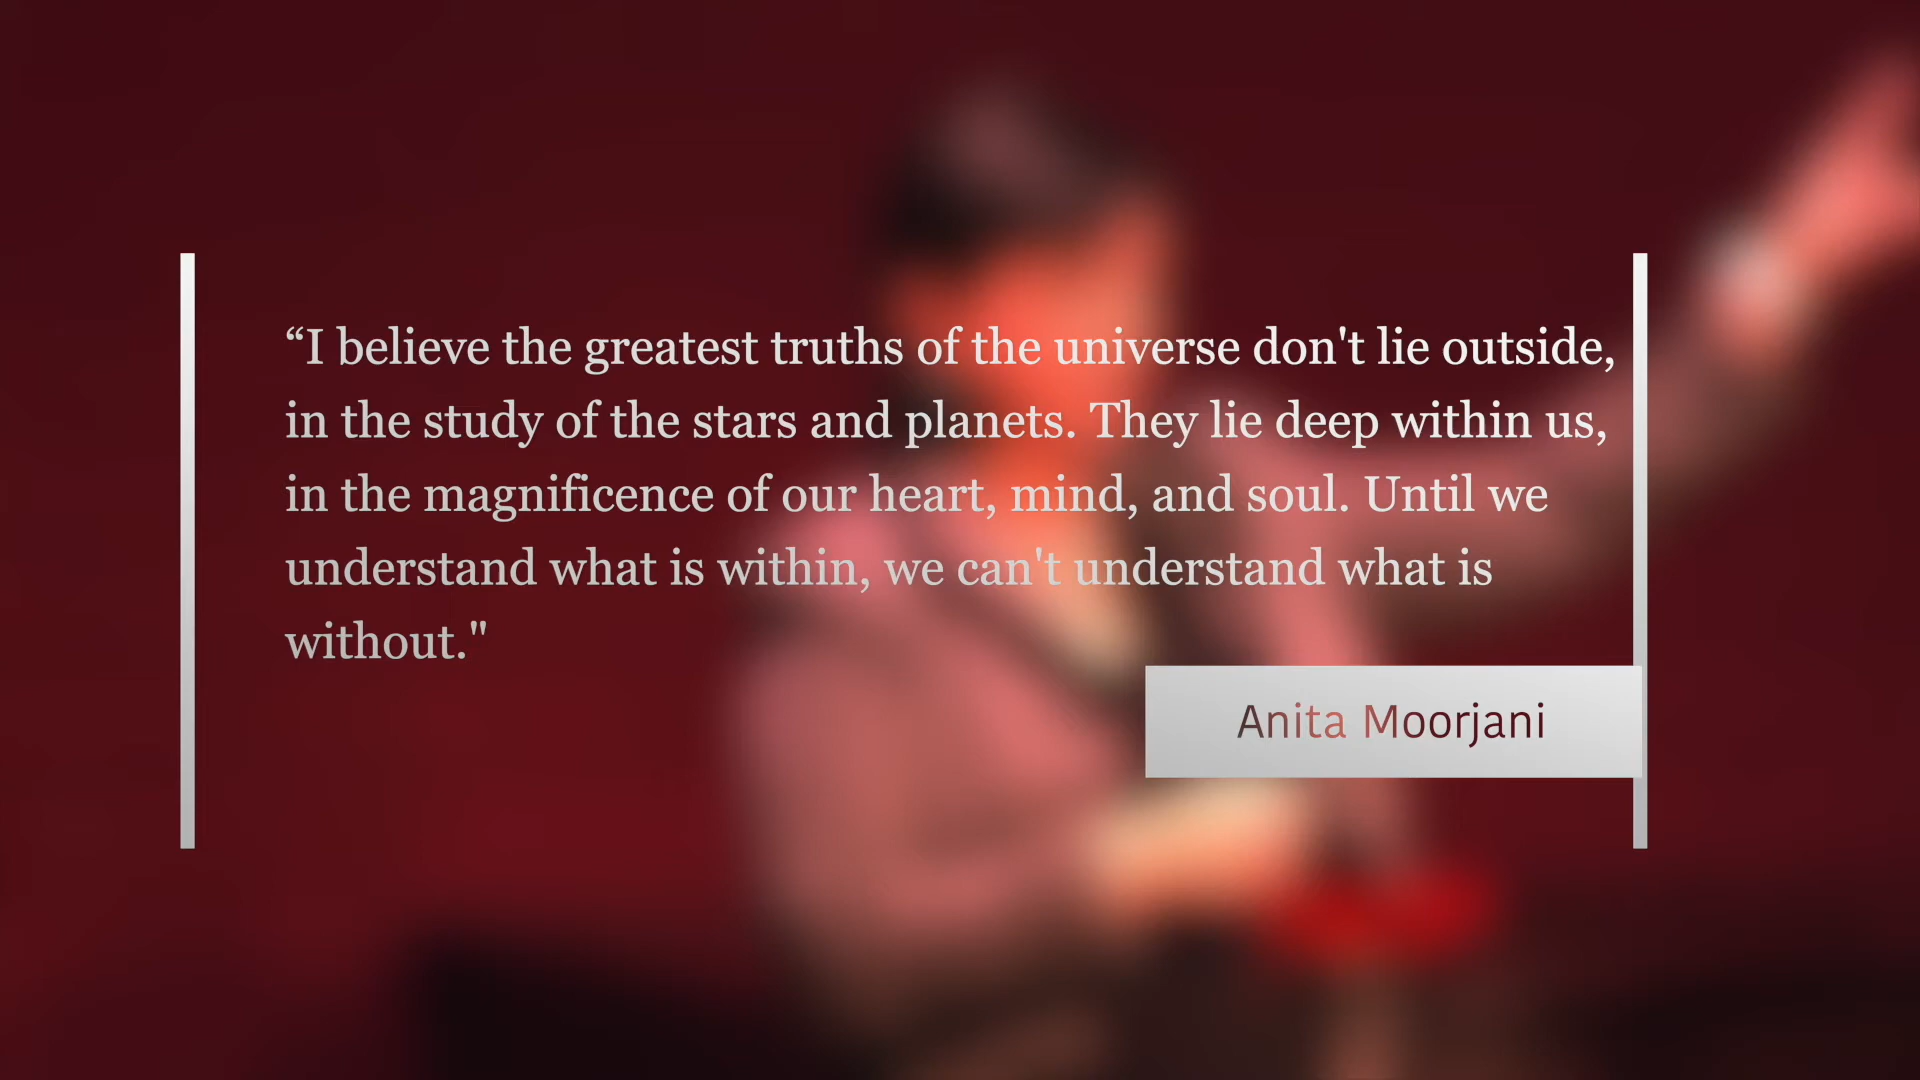 “I believe the greatest truths of the universe don't lie outside,
in the study of the stars and planets. They lie deep within us,
in the magnificence of our heart, mind, and soul. Until we
understand what is within, we can't understand what is
without."
Anita Moorjani